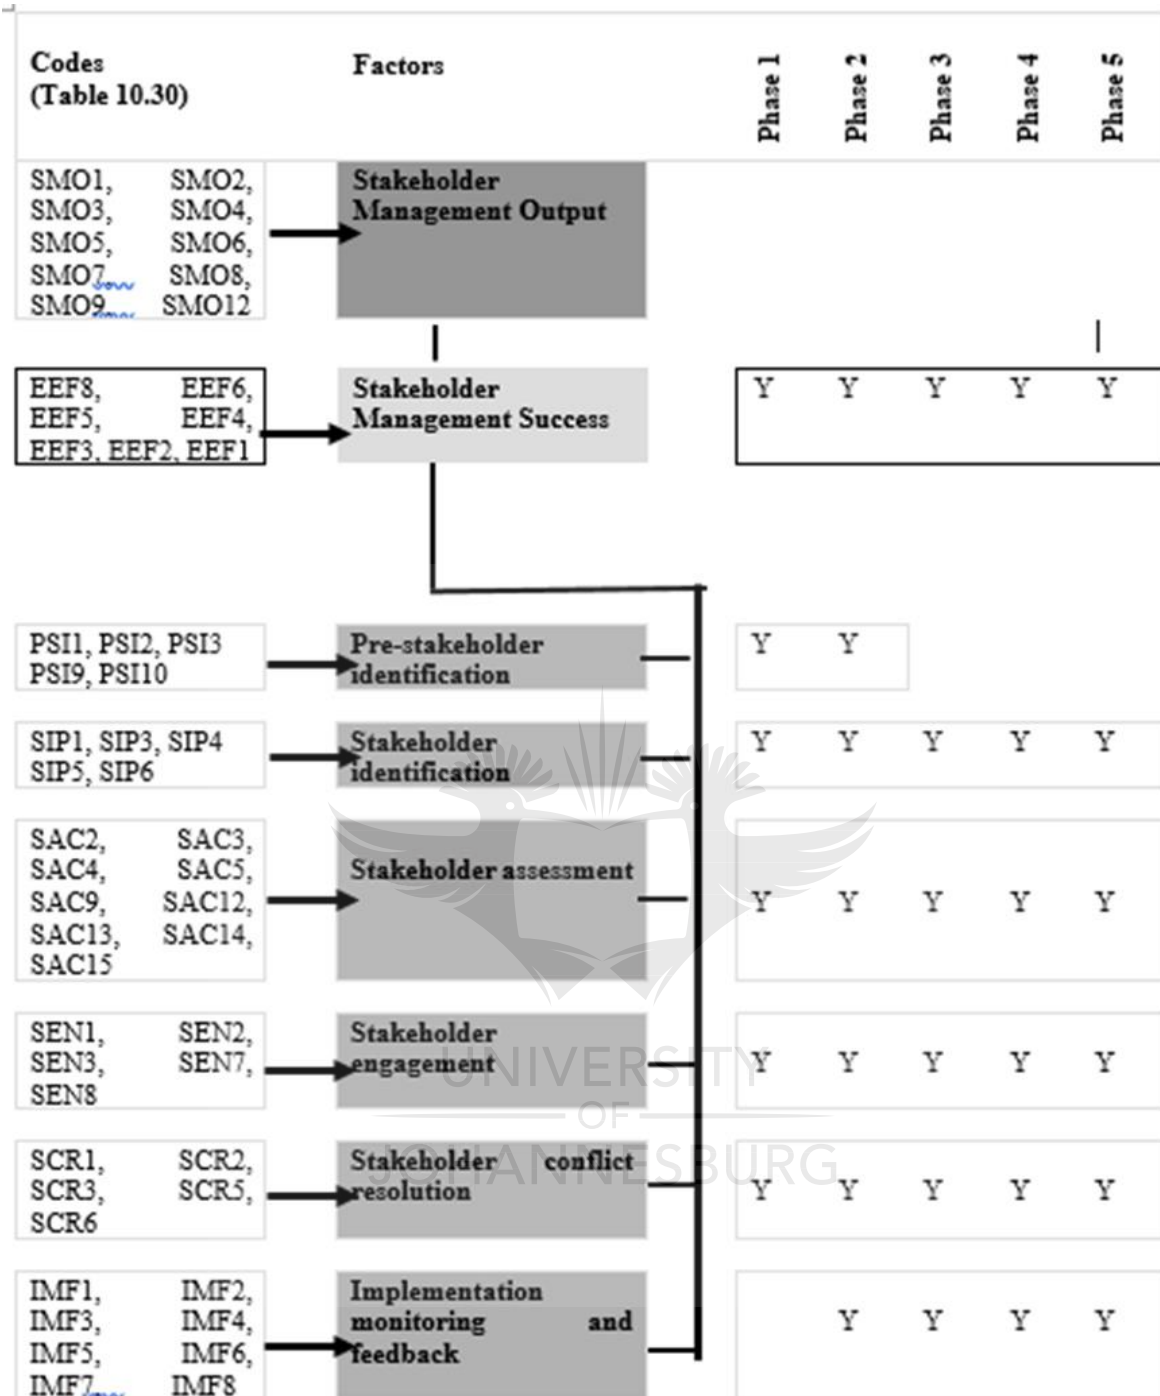 Codes
(Table 10.30)
Factors
Phase 1
Phase 2
Phase 3
Phase 4
Phase 5
SMO1, SMO2,
SMO3, SMO4,
SMO5, SMO6,
SMO7, SMO8,
SMO9, SMO12
Stakeholder
Management Output
EEF8, EEF6,
EEF5, EEF4,
EEF3, EEF2, EEF1
Stakeholder
Management Success
Y Y Y Y Y
PSI1, PSI2, PSI3
PSI9, PSI10
Pre-stakeholder
identification
Y Y
SIP1, SIP3, SIP4
SIP5, SIP6
Stakeholder
identification
Y Y Y Y Y
SAC2, SAC3,
SAC4, SAC5,
SAC9, SAC12,
SAC13, SAC14,
SAC15
Stakeholder assessment
Y Y Y Y Y
SEN1, SEN2,
SEN3, SEN7,
SEN8
Stakeholder
engagement
Y Y Y Y Y
UNIVERSITY
OF
JOHANNESBURG
SCR1, SCR2,
SCR3, SCR5,
SCR6
Stakeholder conflict
resolution
Y Y Y Y Y
IMF1, IMF2,
IMF3, IMF4,
IMF5, IMF6,
IMF7, IMF8
Implementation
monitoring and
feedback
Y Y Y Y